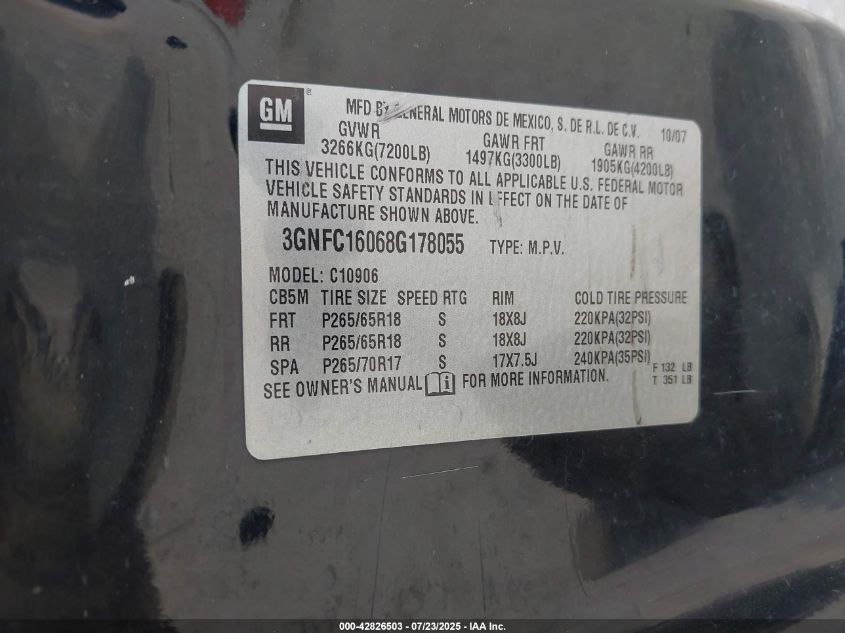 GM ®
MFD BY GENERAL MOTORS DE MEXICO, S. DE R.L. DE C.V. 10/07
GVWR GAWR FRT GAWR RR
3266KG(7200LB) 1497KG(3300LB) 1905KG(4200LB)
THIS VEHICLE CONFORMS TO ALL APPLICABLE U.S. FEDERAL MOTOR
VEHICLE SAFETY STANDARDS IN EFFECT ON THE DATE OF
MANUFACTURE SHOWN ABOVE.
3GNFC16068G178055 TYPE: M.P.V.
MODEL: C10906
CB5M TIRE SIZE SPEED RTG RIM COLD TIRE PRESSURE
FRT P265/65R18 S 18X8J 220KPA(32PSI)
RR P265/65R18 S 18X8J 220KPA(32PSI)
SPA P265/70R17 S 17X7.5J 240KPA(35PSI)
F 132 LB
SEE OWNER'S MANUAL FOR MORE INFORMATION.
T 351 LB
000-42826503 - 07/23/2025 - IAA Inc.